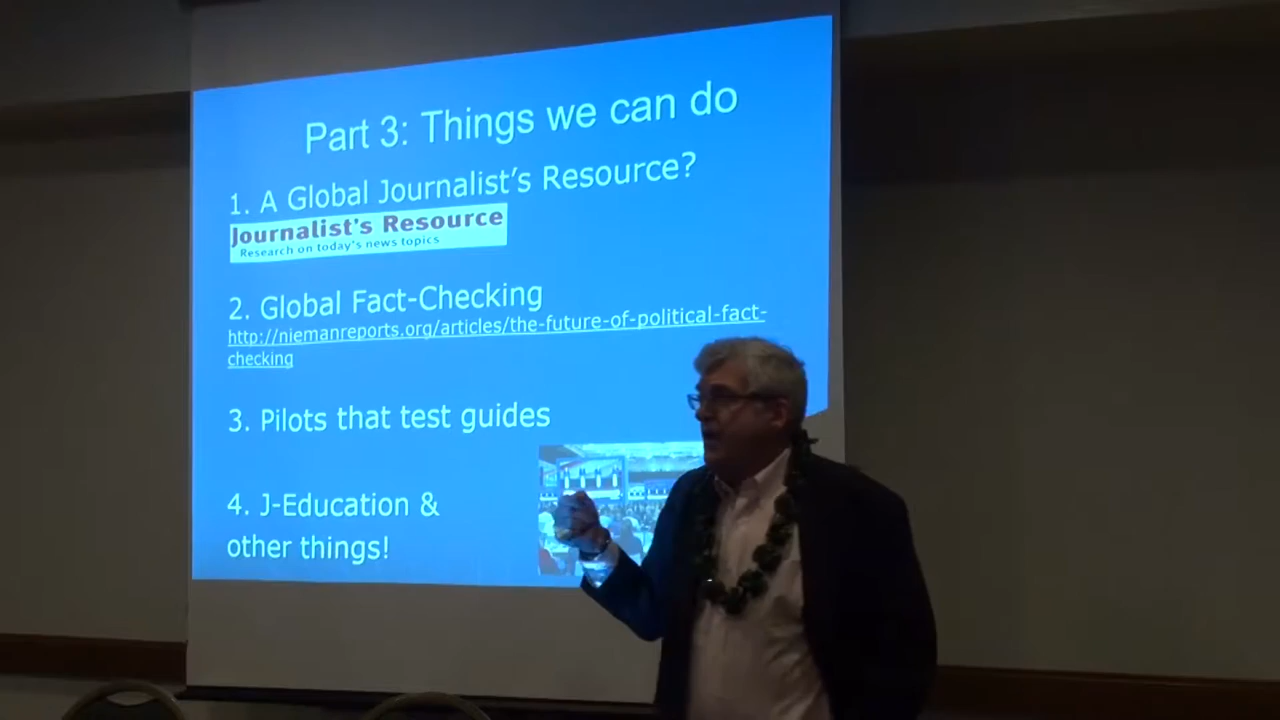 Part 3: Things we can do
1. A Global Journalist's Resource?
Journalist's Resource
Research on today's news topics
2. Global Fact-Checking
http://niemanreports.org/articles/the-future-of-political-fact-
checking
3. Pilots that test guides
4. J-Education &
other things!